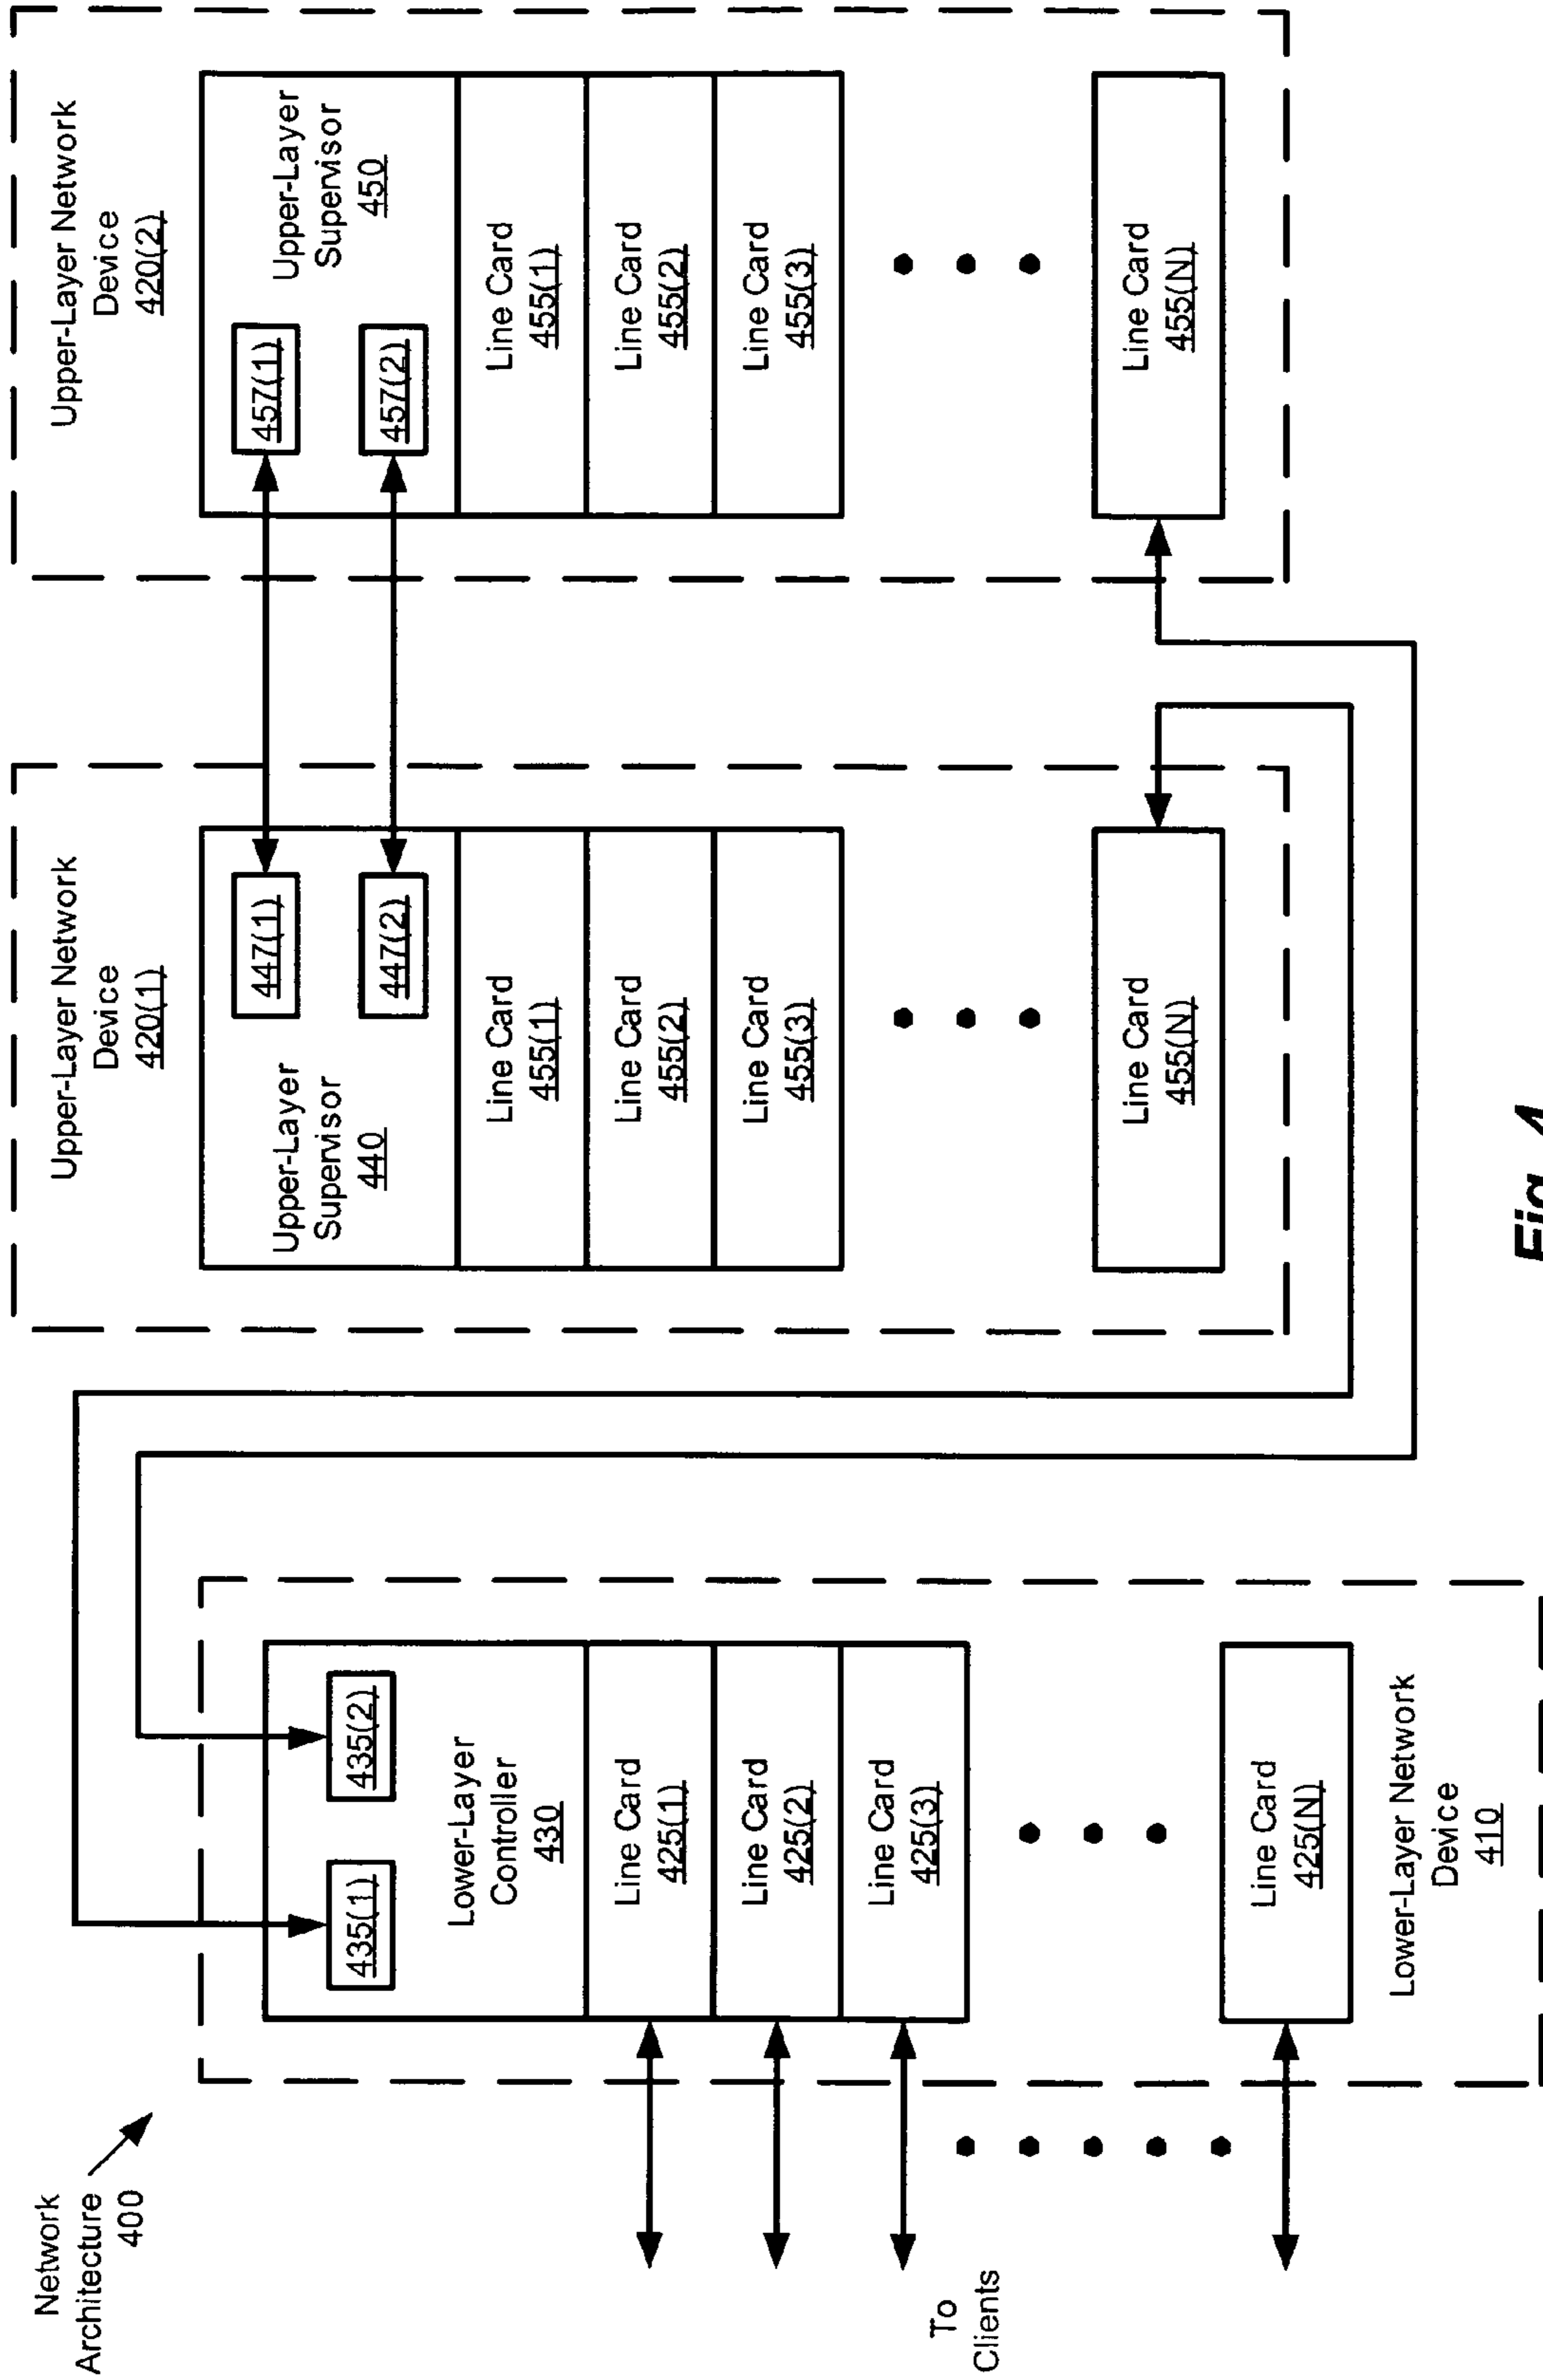 Network
Architecture
400
To
Clients
435(1)
435(2)
Lower-Layer
Controller
430
Line Card
425(1)
Line Card
425(2)
Line Card
425(3)
Line Card
425(N)
Lower-Layer Network
Device
410
Upper-Layer Network
Device
420(1)
447(1)
447(2)
Upper-Layer
Supervisor
440
Line Card
455(1)
Line Card
455(2)
Line Card
455(3)
Line Card
455(N)
Upper-Layer Network
Device
420(2)
457(1)
457(2)
Upper-Layer
Supervisor
450
Line Card
455(1)
Line Card
455(2)
Line Card
455(3)
Line Card
455(N)
Fig. 4